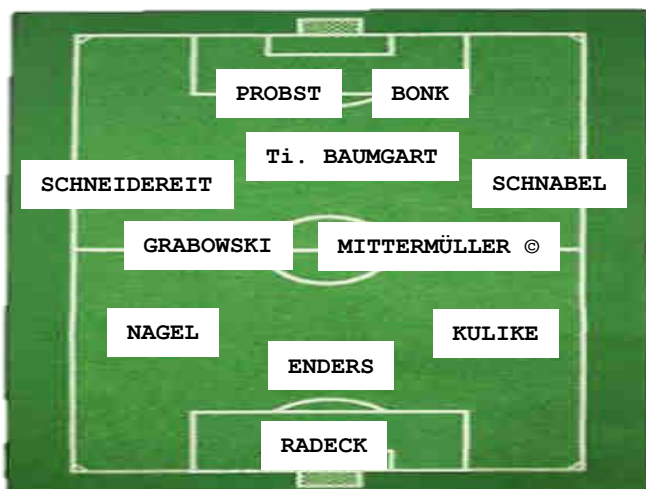 PROBST
BONK
Ti. BAUMGART
SCHNEIDEREIT
SCHNABEL
GRABOWSKI
MITTERMÜLLER ©
NAGEL
KULIKE
ENDERS
RADECK